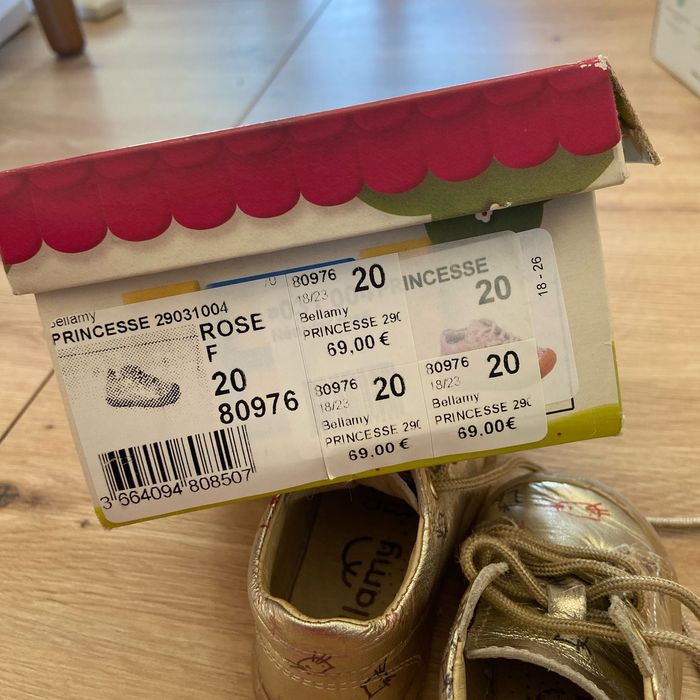 Bellamy
PRINCESSE 29031004
ROSE
F
20
80976
3 664094 808507
80976 20
18/23
Bellamy
PRINCESSE 290
69,00 €
80976 20
18/23
Bellamy
PRINCESSE 290
69.00 €
80976 20
18/23
Bellamy
PRINCESSE 290
69.00€
PRINCESSE
20
18 - 26
Bellamy